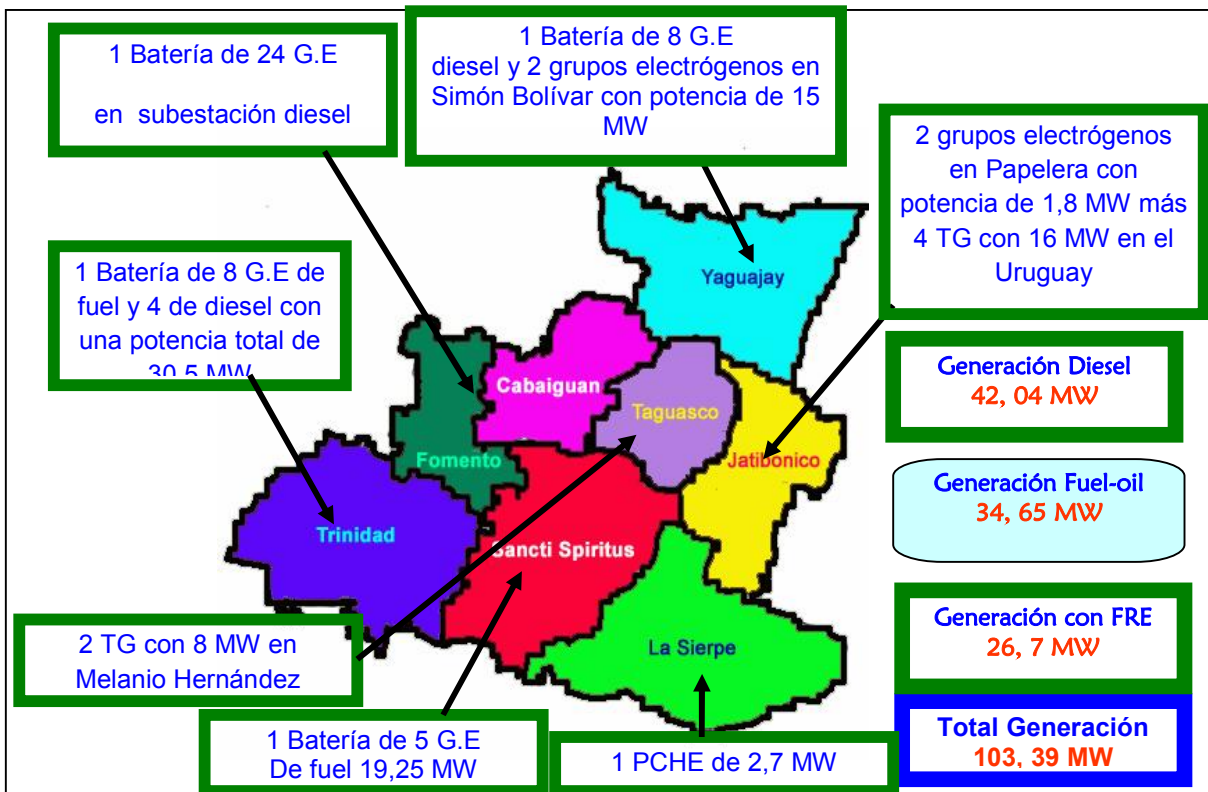 1 Batería de 24 G.E
en subestación diesel
1 Batería de 8 G.E
diesel y 2 grupos electrógenos en
Simón Bolívar con potencia de 15
MW
2 grupos electrógenos
en Papelera con
potencia de 1,8 MW más
4 TG con 16 MW en el
Uruguay
1 Batería de 8 G.E de
fuel y 4 de diesel con
una potencia total de
30,5 MW
Yaguajay
Cabaiguan
Taguasco
Fomento
Jatibonico
Trinidad
Sancti Spiritus
La Sierpe
Generación Diesel
42, 04 MW
Generación Fuel-oil
34, 65 MW
Generación con FRE
26, 7 MW
Total Generación
103, 39 MW
2 TG con 8 MW en
Melanio Hernández
1 Batería de 5 G.E
De fuel 19,25 MW
1 PCHE de 2,7 MW